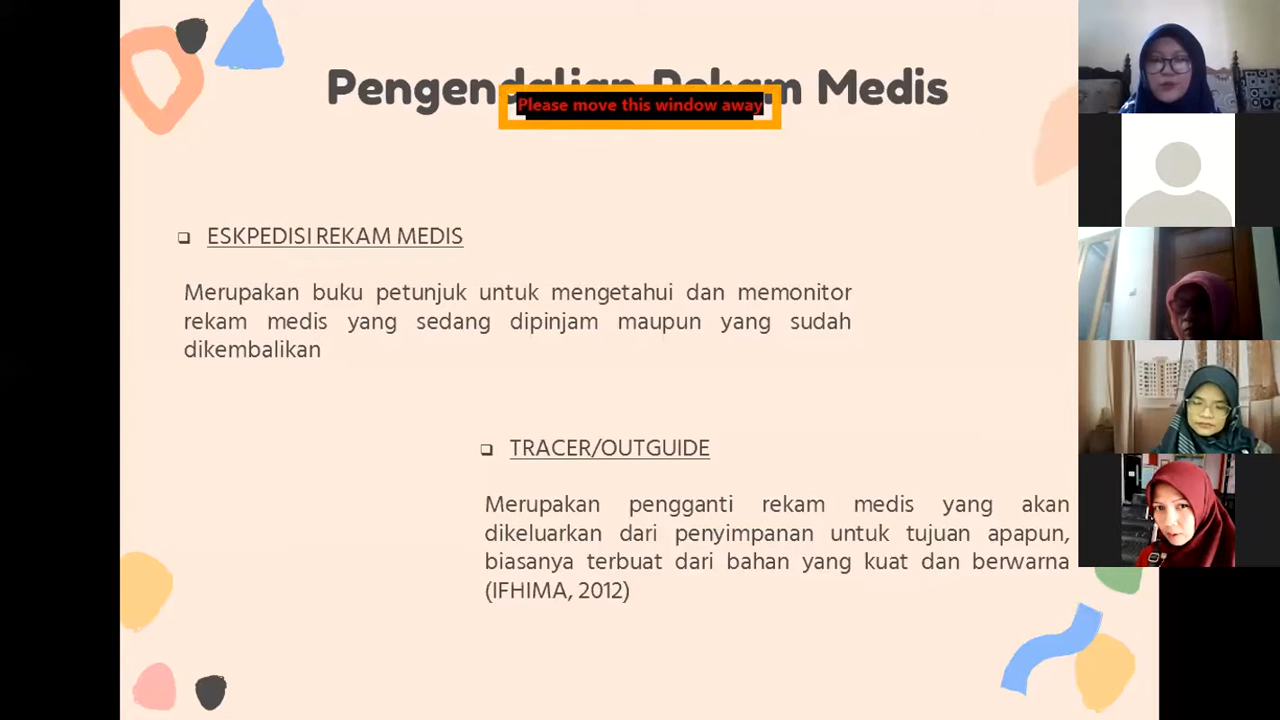 Pengendalian Rekam Medis
Please move this window away
ESKPEDISI REKAM MEDIS
Merupakan buku petunjuk untuk mengetahui dan memonitor
rekam medis yang sedang dipinjam maupun yang sudah
dikembalikan
TRACER/OUTGUIDE
Merupakan pengganti rekam medis yang akan
dikeluarkan dari penyimpanan untuk tujuan apapun,
biasanya terbuat dari bahan yang kuat dan berwarna
(IFHIMA, 2012)